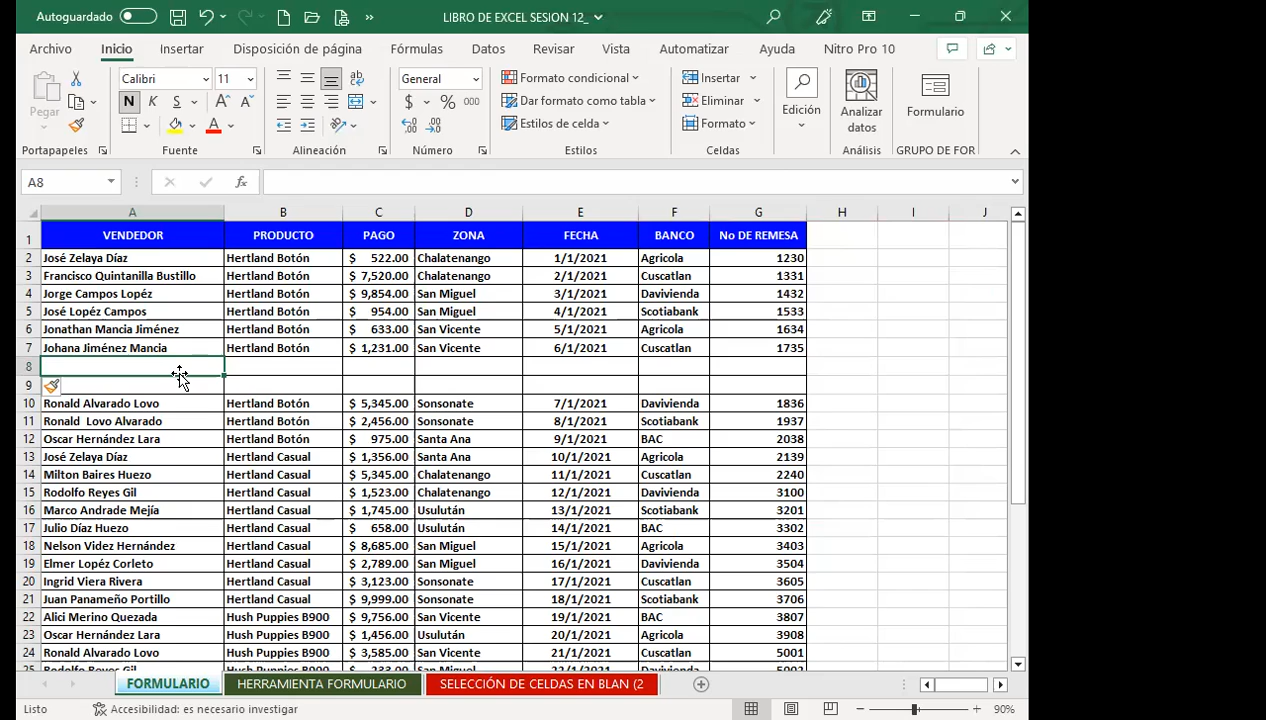 Autoguardado LIBRO DE EXCEL SESION 12_
Archivo Inicio Insertar Disposición de página Fórmulas Datos Revisar Vista Automatizar Ayuda Nitro Pro 10
Pegar Calibri 11 General Formato condicional Insertar Edición Analizar datos Formulario
N K S A A $ % 000 Dar formato como tabla Eliminar
A Estilos de celda Formato
Portapapeles Fuente Alineación Número Estilos Celdas Análisis GRUPO DE FOR
A8 fx
A B C D E F G H I J
1 VENDEDOR PRODUCTO PAGO ZONA FECHA BANCO No DE REMESA
2 José Zelaya Díaz Hertland Botón $ 522.00 Chalatenango 1/1/2021 Agricola 1230
3 Francisco Quintanilla Bustillo Hertland Botón $ 7,520.00 Chalatenango 2/1/2021 Cuscatlan 1331
4 Jorge Campos Lopéz Hertland Botón $ 9,854.00 San Miguel 3/1/2021 Davivienda 1432
5 José Lopéz Campos Hertland Botón $ 954.00 San Miguel 4/1/2021 Scotiabank 1533
6 Jonathan Mancia Jiménez Hertland Botón $ 633.00 San Vicente 5/1/2021 Agricola 1634
7 Johana Jiménez Mancia Hertland Botón $ 1,231.00 San Vicente 6/1/2021 Cuscatlan 1735
8
9
10 Ronald Alvarado Lovo Hertland Botón $ 5,345.00 Sonsonate 7/1/2021 Davivienda 1836
11 Ronald Lovo Alvarado Hertland Botón $ 2,456.00 Sonsonate 8/1/2021 Scotiabank 1937
12 Oscar Hernández Lara Hertland Botón $ 975.00 Santa Ana 9/1/2021 BAC 2038
13 José Zelaya Díaz Hertland Casual $ 1,356.00 Santa Ana 10/1/2021 Agricola 2139
14 Milton Baires Huezo Hertland Casual $ 5,345.00 Chalatenango 11/1/2021 Cuscatlan 2240
15 Rodolfo Reyes Gil Hertland Casual $ 1,523.00 Chalatenango 12/1/2021 Davivienda 3100
16 Marco Andrade Mejía Hertland Casual $ 1,745.00 Usulután 13/1/2021 Scotiabank 3201
17 Julio Díaz Huezo Hertland Casual $ 658.00 Usulután 14/1/2021 BAC 3302
18 Nelson Videz Hernández Hertland Casual $ 8,685.00 San Miguel 15/1/2021 Agricola 3403
19 Elmer Lopéz Corleto Hertland Casual $ 2,789.00 San Miguel 16/1/2021 Davivienda 3504
20 Ingrid Viera Rivera Hertland Casual $ 3,123.00 Sonsonate 17/1/2021 Cuscatlan 3605
21 Juan Panameño Portillo Hertland Casual $ 9,999.00 Sonsonate 18/1/2021 Scotiabank 3706
22 Alici Merino Quezada Hush Puppies B900 $ 9,756.00 San Vicente 19/1/2021 BAC 3807
23 Oscar Hernández Lara Hush Puppies B900 $ 1,456.00 Usulután 20/1/2021 Agricola 3908
24 Ronald Alvarado Lovo Hush Puppies B900 $ 3,585.00 San Vicente 21/1/2021 Cuscatlan 5001
25 Rodolfo Reyes Gil Hush Puppies B900 $ 233.00 San Miguel 22/1/2021 Davivienda 5002
FORMULARIO HERRAMIENTA FORMULARIO SELECCIÓN DE CELDAS EN BLAN (2
Listo Accesibilidad: es necesario investigar 90%